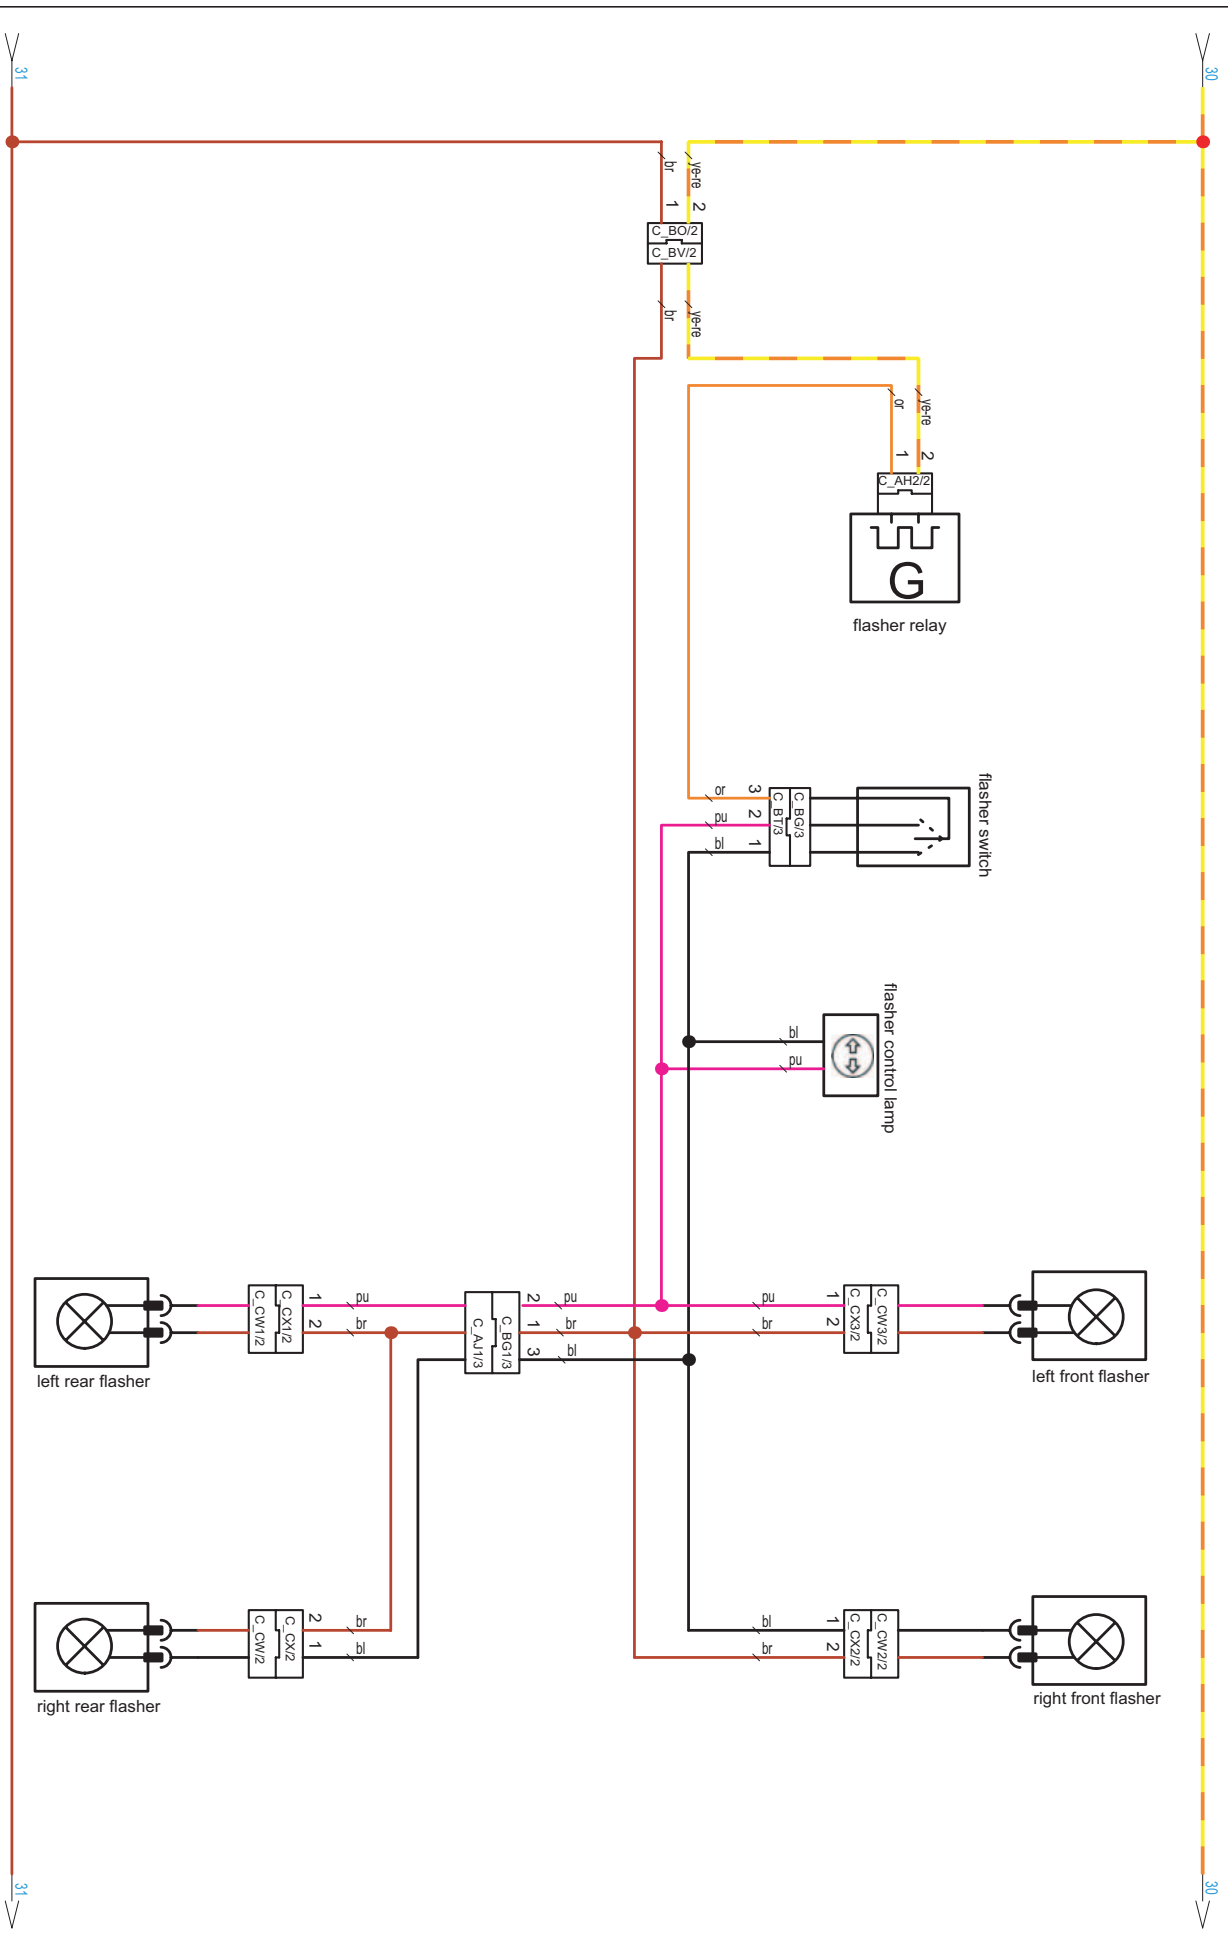 31
30
br
ye-re
1
2
C_BO/2
C_BV/2
br
ye-re
or
ye-re
1
2
C_AH2/2
G
flasher relay
or
3
pu
2
bl
1
C_BT/3
C_BG/3
flasher switch
bl
pu
flasher control lamp
C_CW1/2
C_CX1/2
1
2
pu
br
C_AJ1/3
C_BG1/3
2
1
3
pu
br
bl
pu
br
1
2
C_CX3/2
C_CW3/2
left rear flasher
left front flasher
C_CW/2
C_CX/2
2
1
br
bl
bl
br
1
2
C_CX2/2
C_CW2/2
right rear flasher
right front flasher
31
30